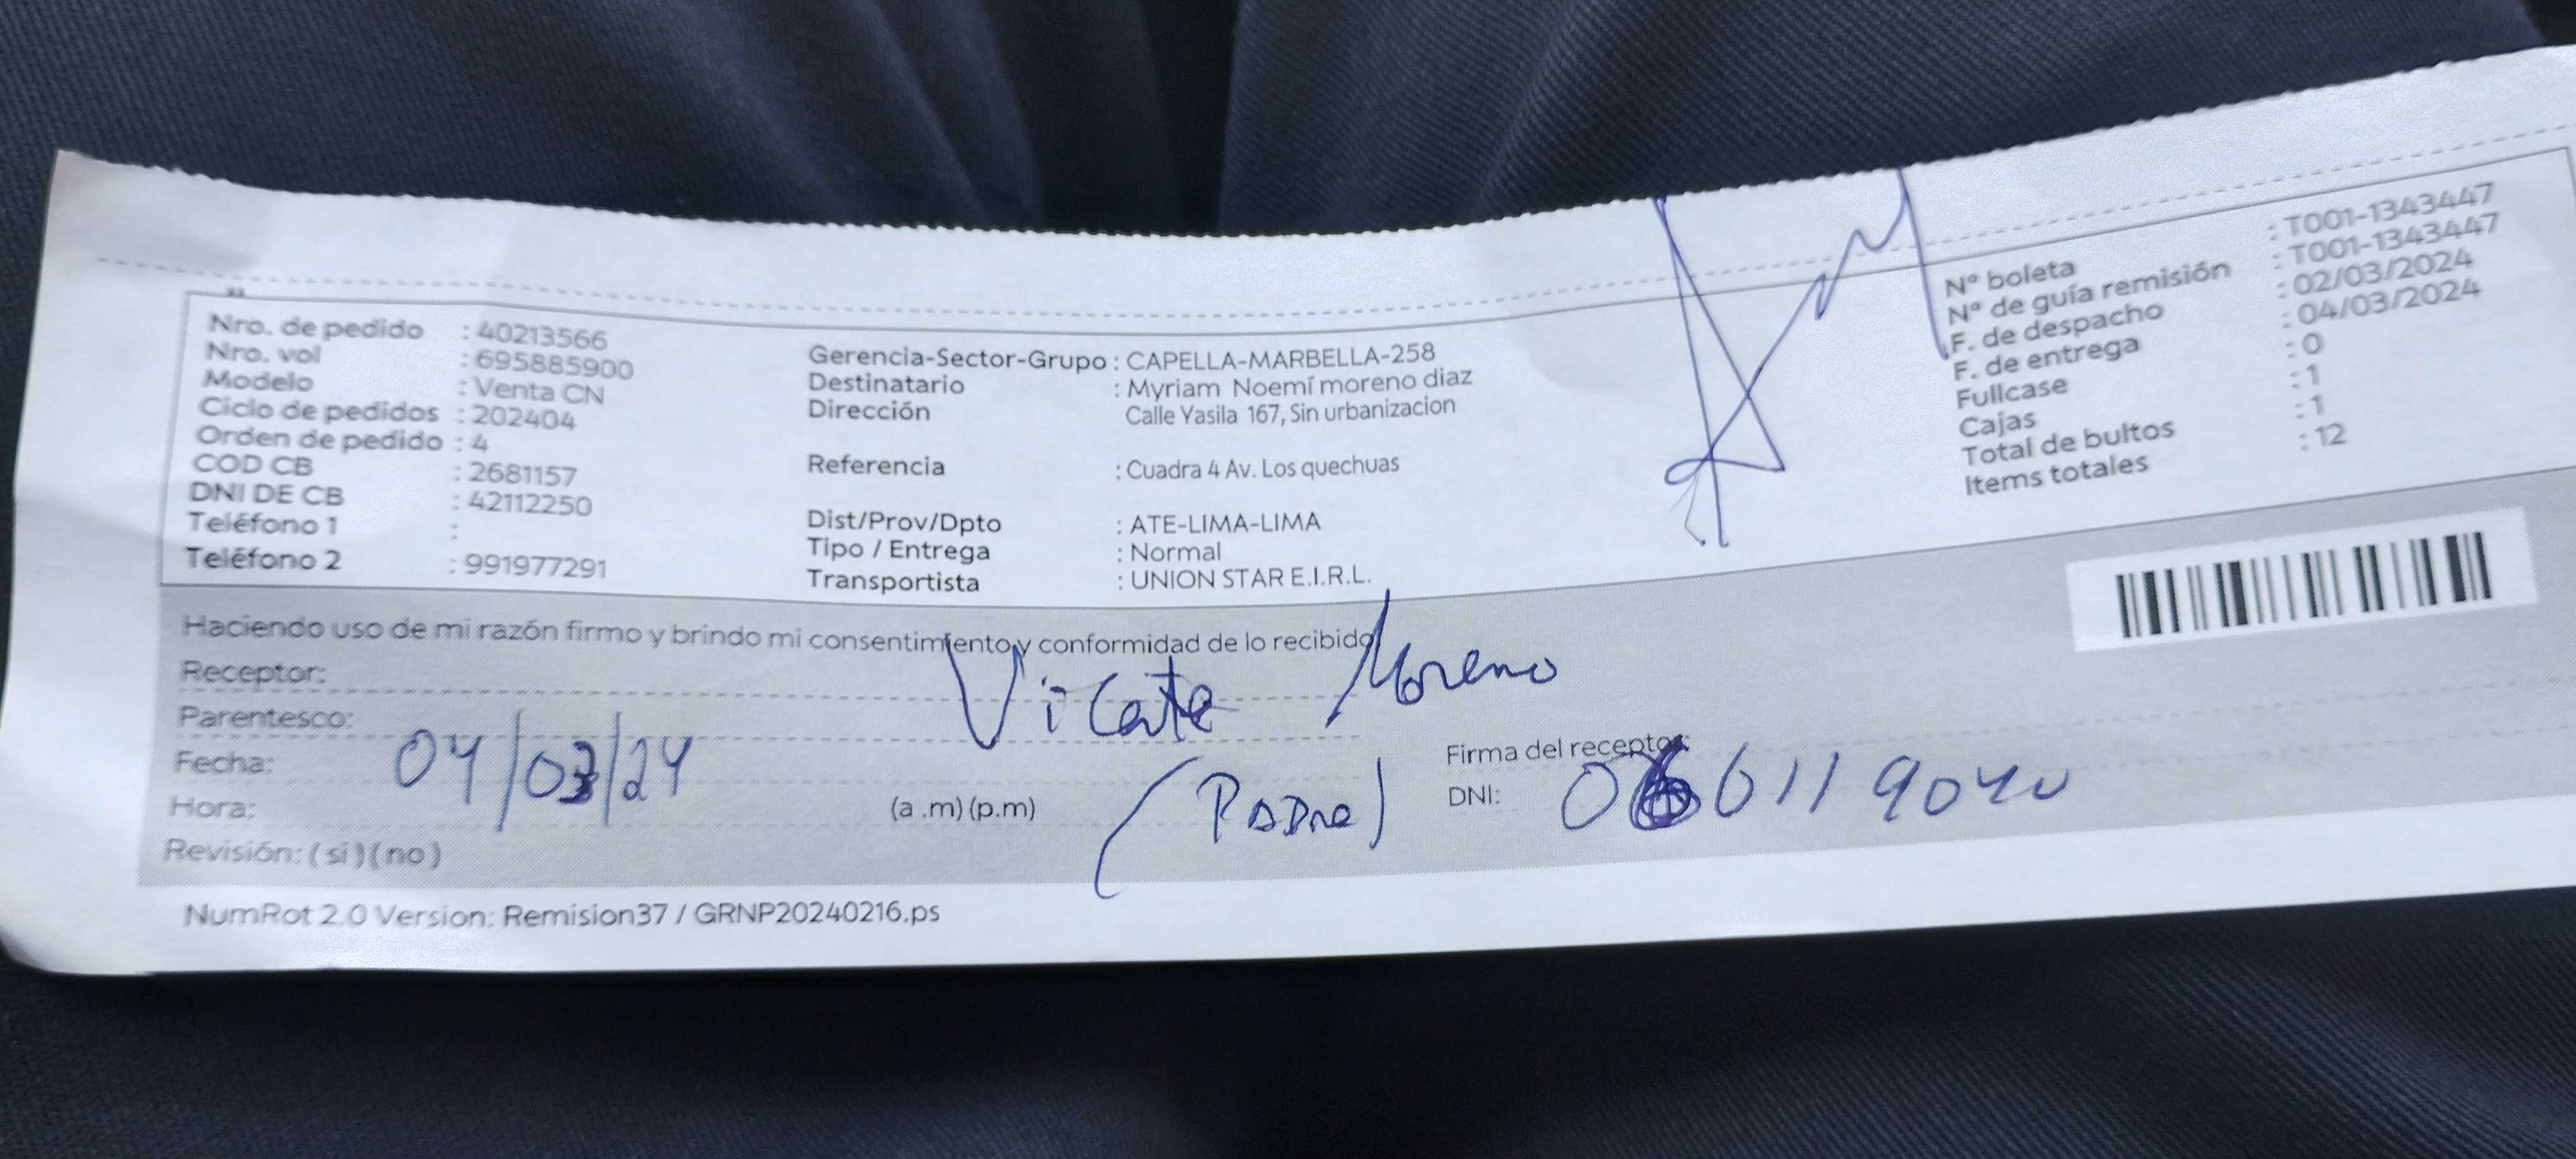 Nro. de pedido : 40213566
Nro. vol : 695885900
Modelo : Venta CN
Ciclo de pedidos : 202404
Orden de pedido : 4
COD CB : 2681157
DNI DE CB : 42112250
Teléfono 1 :
Teléfono 2 : 991977291
Gerencia-Sector-Grupo : CAPELLA-MARBELLA-258
Destinatario : Myriam Noemí moreno diaz
Dirección Calle Yasila 167, Sin urbanizacion
Referencia : Cuadra 4 Av. Los quechuas
Dist/Prov/Dpto : ATE-LIMA-LIMA
Tipo / Entrega : Normal
Transportista : UNION STAR E.I.R.L.
Nº boleta : T001-1343447
Nº de guía remisión : T001-1343447
F. de despacho : 02/03/2024
F. de entrega : 04/03/2024
Fullcase : 0
Cajas : 1
Total de bultos : 1
Items totales : 12
Haciendo uso de mi razón firmo y brindo mi consentimiento y conformidad de lo recibido
Receptor: Moreno
Parentesco:
Fecha: 04/03/24
Hora: (a .m) (p.m) (Padre)
Revisión: ( si ) ( no )
Firma del receptor:
DNI:
NumRot 2.0 Version: Remision37 / GRNP20240216.ps